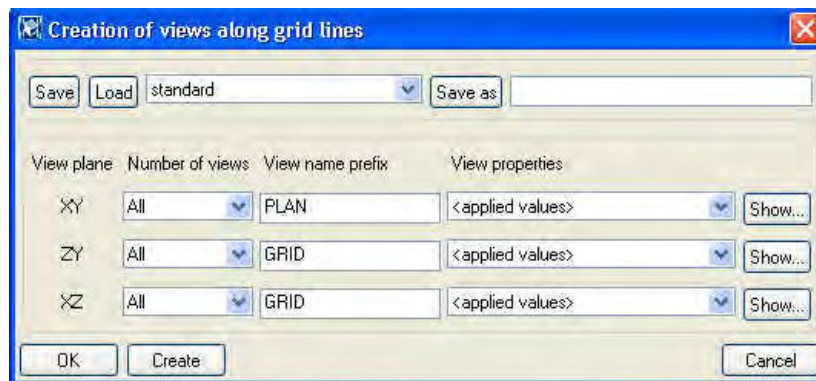 Creation of views along grid lines
Save Load standard Save as
View plane Number of views View name prefix View properties
XY All PLAN <applied values> Show...
ZY All GRID <applied values> Show...
XZ All GRID <applied values> Show...
OK Create Cancel